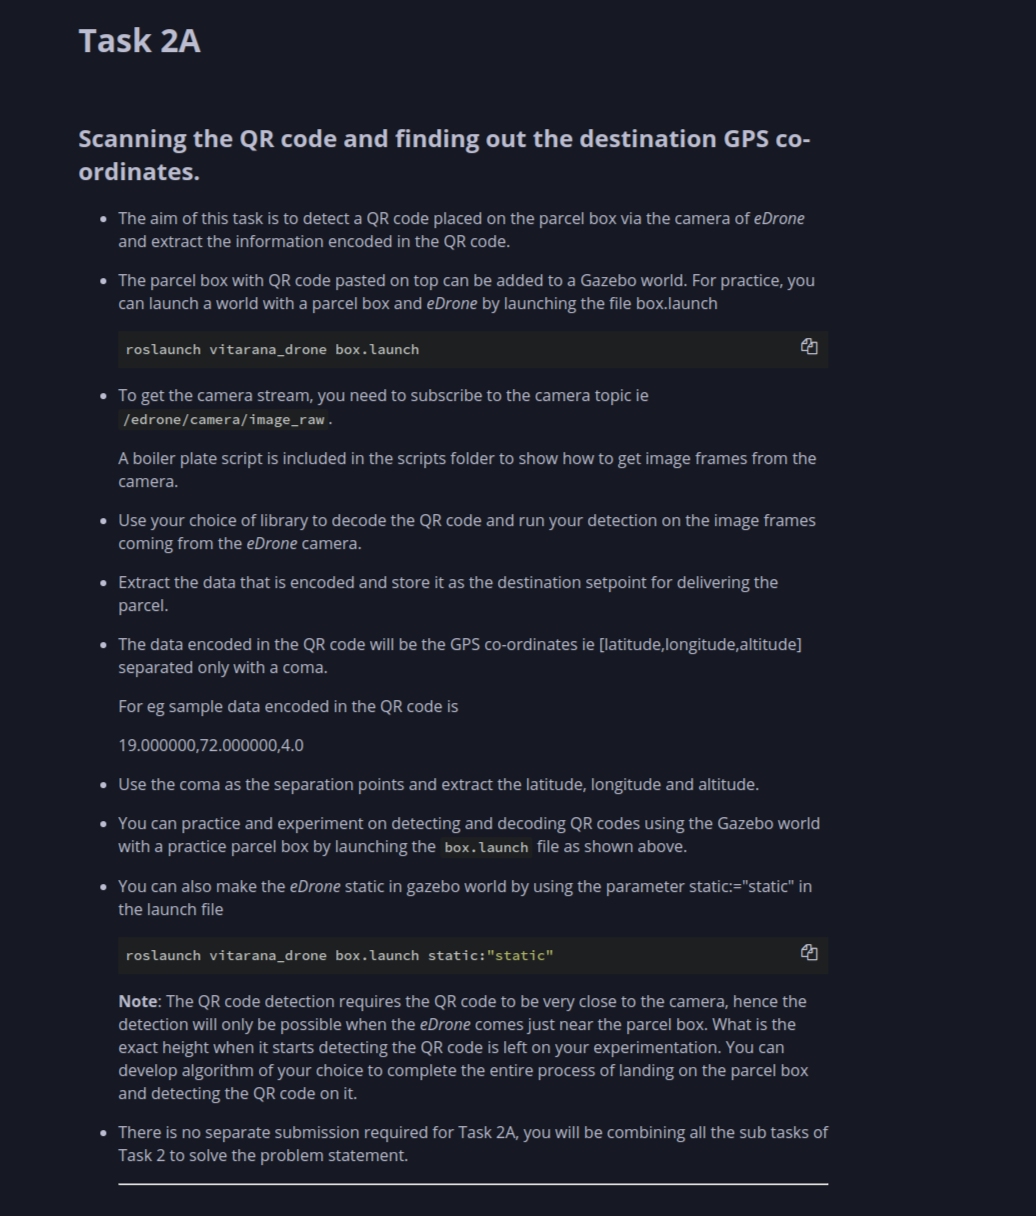 Task 2A
Scanning the QR code and finding out the destination GPS co-
ordinates.
• The aim of this task is to detect a QR code placed on the parcel box via the camera of eDrone
and extract the information encoded in the QR code.
• The parcel box with QR code pasted on top can be added to a Gazebo world. For practice, you
can launch a world with a parcel box and eDrone by launching the file box.launch
roslaunch vitarana_drone box.launch
• To get the camera stream, you need to subscribe to the camera topic ie
/edrone/camera/image_raw.
A boiler plate script is included in the scripts folder to show how to get image frames from the
camera.
• Use your choice of library to decode the QR code and run your detection on the image frames
coming from the eDrone camera.
• Extract the data that is encoded and store it as the destination setpoint for delivering the
parcel.
• The data encoded in the QR code will be the GPS co-ordinates ie [latitude,longitude,altitude]
separated only with a coma.
For eg sample data encoded in the QR code is
19.000000,72.000000,4.0
• Use the coma as the separation points and extract the latitude, longitude and altitude.
• You can practice and experiment on detecting and decoding QR codes using the Gazebo world
with a practice parcel box by launching the box.launch file as shown above.
• You can also make the eDrone static in gazebo world by using the parameter static:="static" in
the launch file
roslaunch vitarana_drone box.launch static:"static"
Note: The QR code detection requires the QR code to be very close to the camera, hence the
detection will only be possible when the eDrone comes just near the parcel box. What is the
exact height when it starts detecting the QR code is left on your experimentation. You can
develop algorithm of your choice to complete the entire process of landing on the parcel box
and detecting the QR code on it.
• There is no separate submission required for Task 2A, you will be combining all the sub tasks of
Task 2 to solve the problem statement.